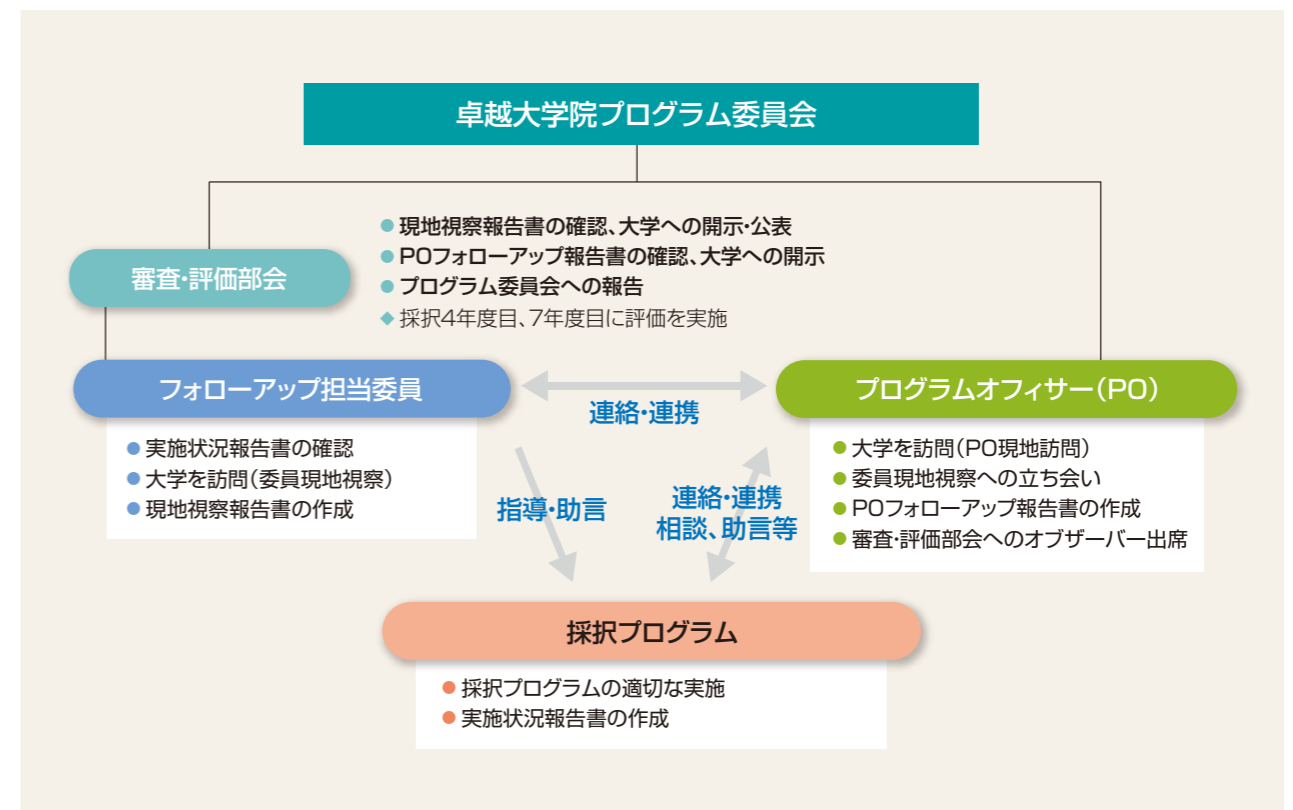 卓越大学院プログラム委員会
審査・評価部会
●現地視察報告書の確認、大学への開示・公表
●POフォローアップ報告書の確認、大学への開示
●プログラム委員会への報告
◆採択4年度目、7年度目に評価を実施
フォローアップ担当委員
●実施状況報告書の確認
●大学を訪問(委員現地視察)
●現地視察報告書の作成
連絡・連携
プログラムオフィサー(PO)
●大学を訪問(PO現地訪問)
●委員現地視察への立ち会い
●POフォローアップ報告書の作成
●審査・評価部会へのオブザーバー出席
指導・助言
連絡・連携
相談、助言等
採択プログラム
●採択プログラムの適切な実施
●実施状況報告書の作成